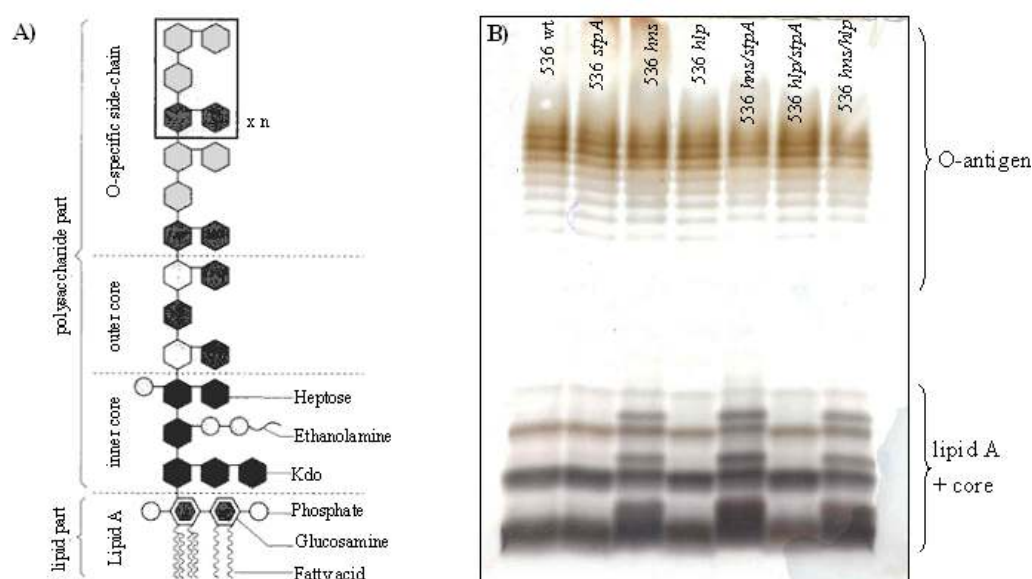 A)
O-specific side-chain
x n
polysaccharide part
outer core
inner core
Heptose
Ethanolamine
Kdo
lipid part
Lipid A
Phosphate
Glucosamine
Fatty acid
B)
536 wt
536 stpA
536 hns
536 hlp
536 hns/stpA
536 hlp/stpA
536 hns/hlp
O-antigen
lipid A
+ core